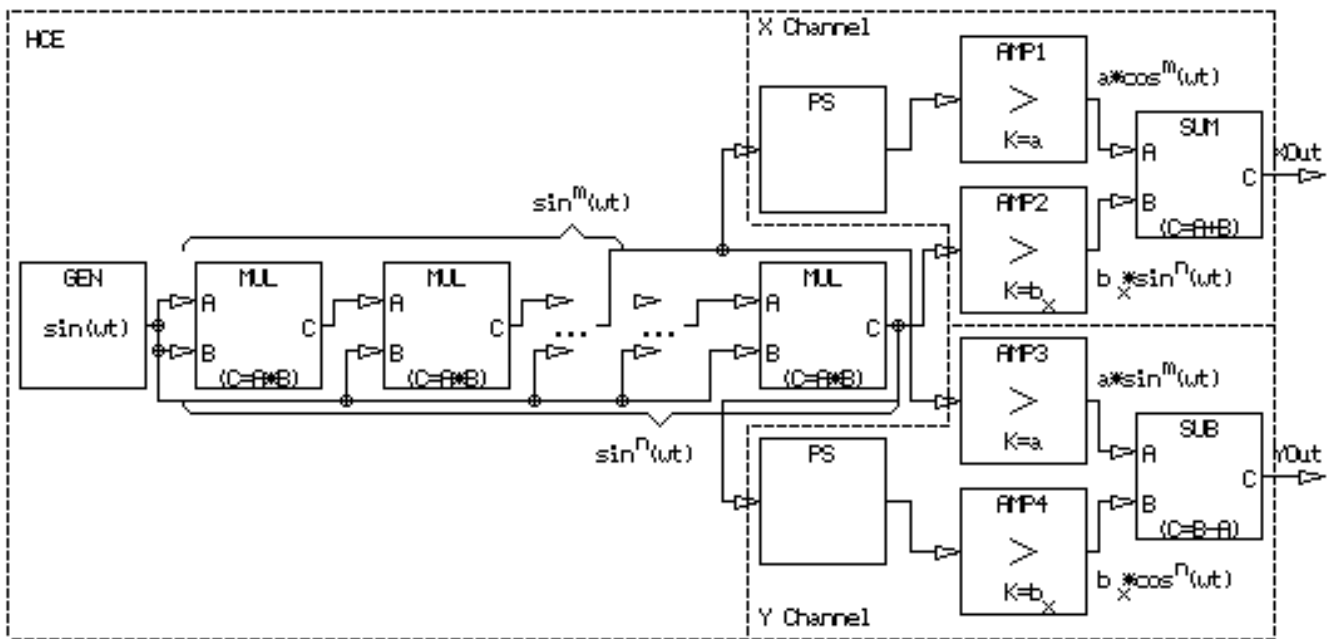 HCE
X Channel
PS
AMP1
>
K=a
a*cos^m(wt)
SUM
A
B
C
(C=A+B)
XOut
AMP2
>
K=b_x
b_x*sin^n(wt)
sin^m(wt)
GEN
sin(wt)
MUL
A
B
C
(C=A*B)
MUL
A
B
C
(C=A*B)
...
...
MUL
A
B
C
(C=A*B)
sin^n(wt)
AMP3
>
K=a
a*sin^m(wt)
SUB
A
B
C
(C=B-A)
YOut
PS
AMP4
>
K=b_x
b_x*cos^n(wt)
Y Channel